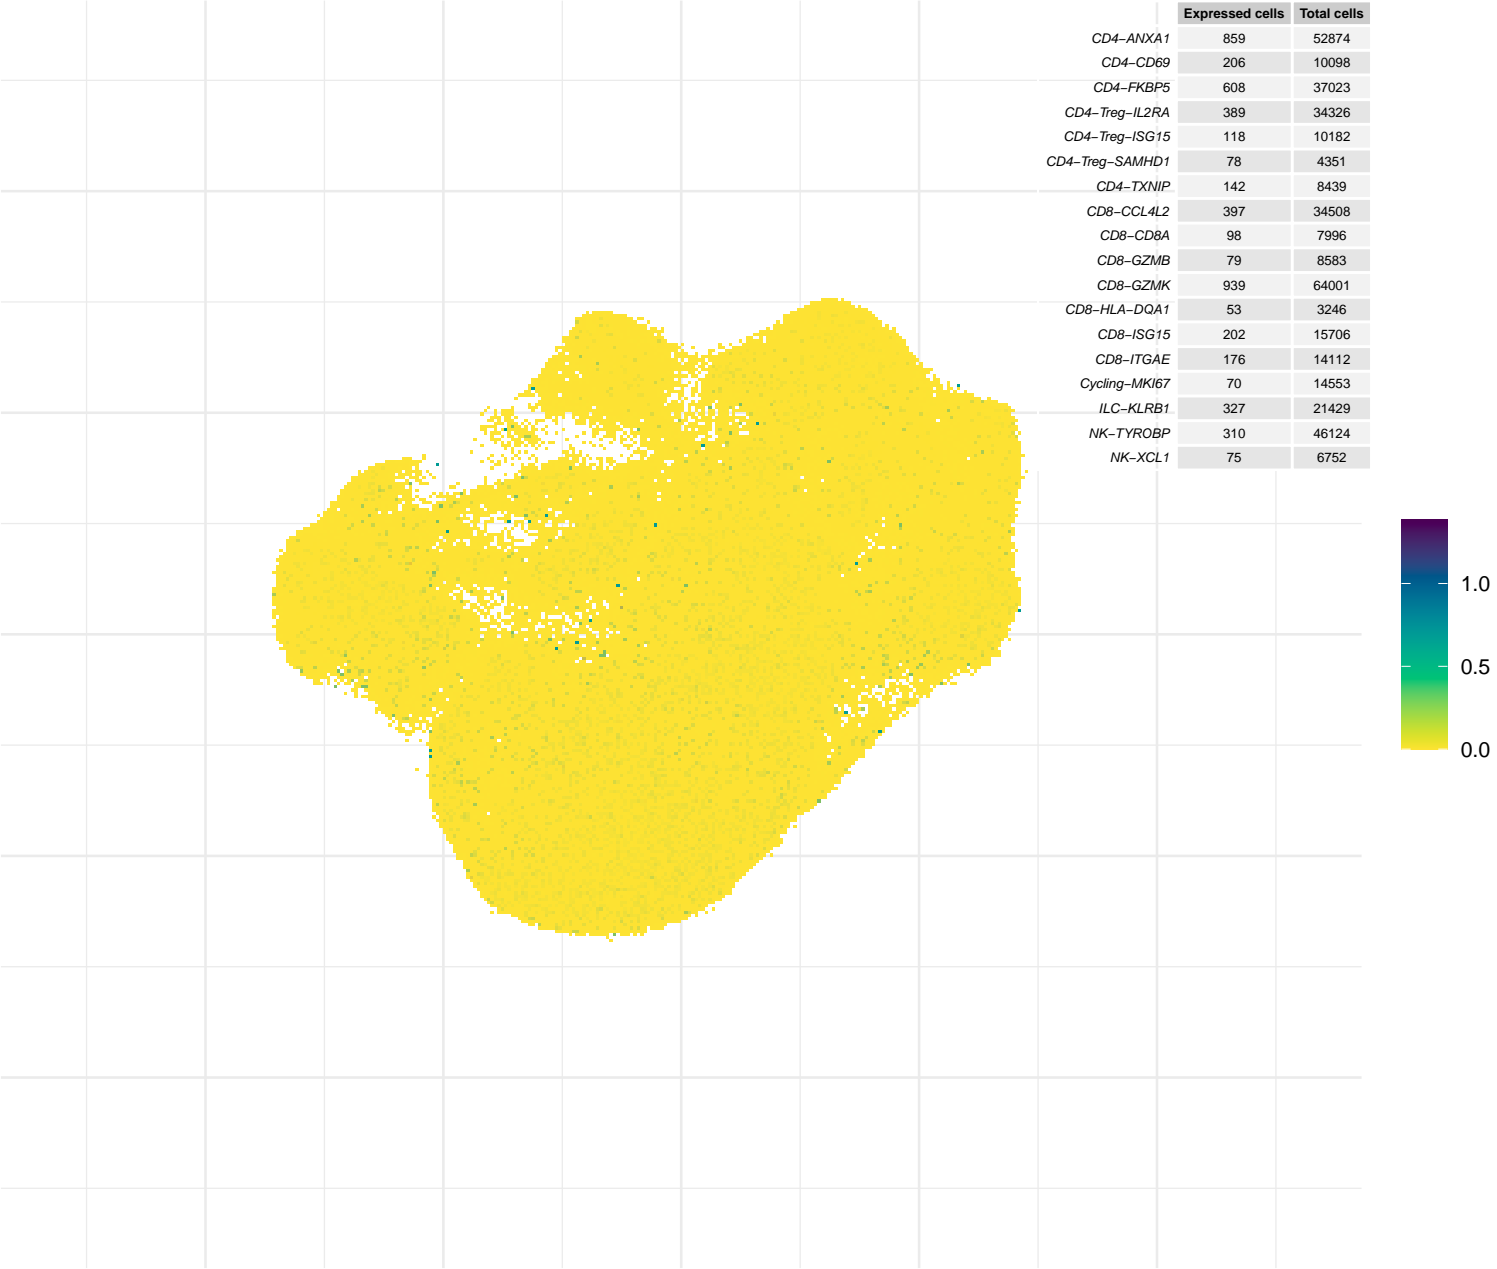 Expressed cells Total cells
CD4−ANXA1 859 52874
CD4−CD69 206 10098
CD4−FKBP5 608 37023
CD4−Treg−IL2RA 389 34326
CD4−Treg−ISG15 118 10182
CD4−Treg−SAMHD1 78 4351
CD4−TXNIP 142 8439
CD8−CCL4L2 397 34508
CD8−CD8A 98 7996
CD8−GZMB 79 8583
CD8−GZMK 939 64001
CD8−HLA−DQA1 53 3246
CD8−ISG15 202 15706
CD8−ITGAE 176 14112
Cycling−MKI67 70 14553
ILC−KLRB1 327 21429
NK−TYROBP 310 46124
NK−XCL1 75 6752
1.0
0.5
0.0